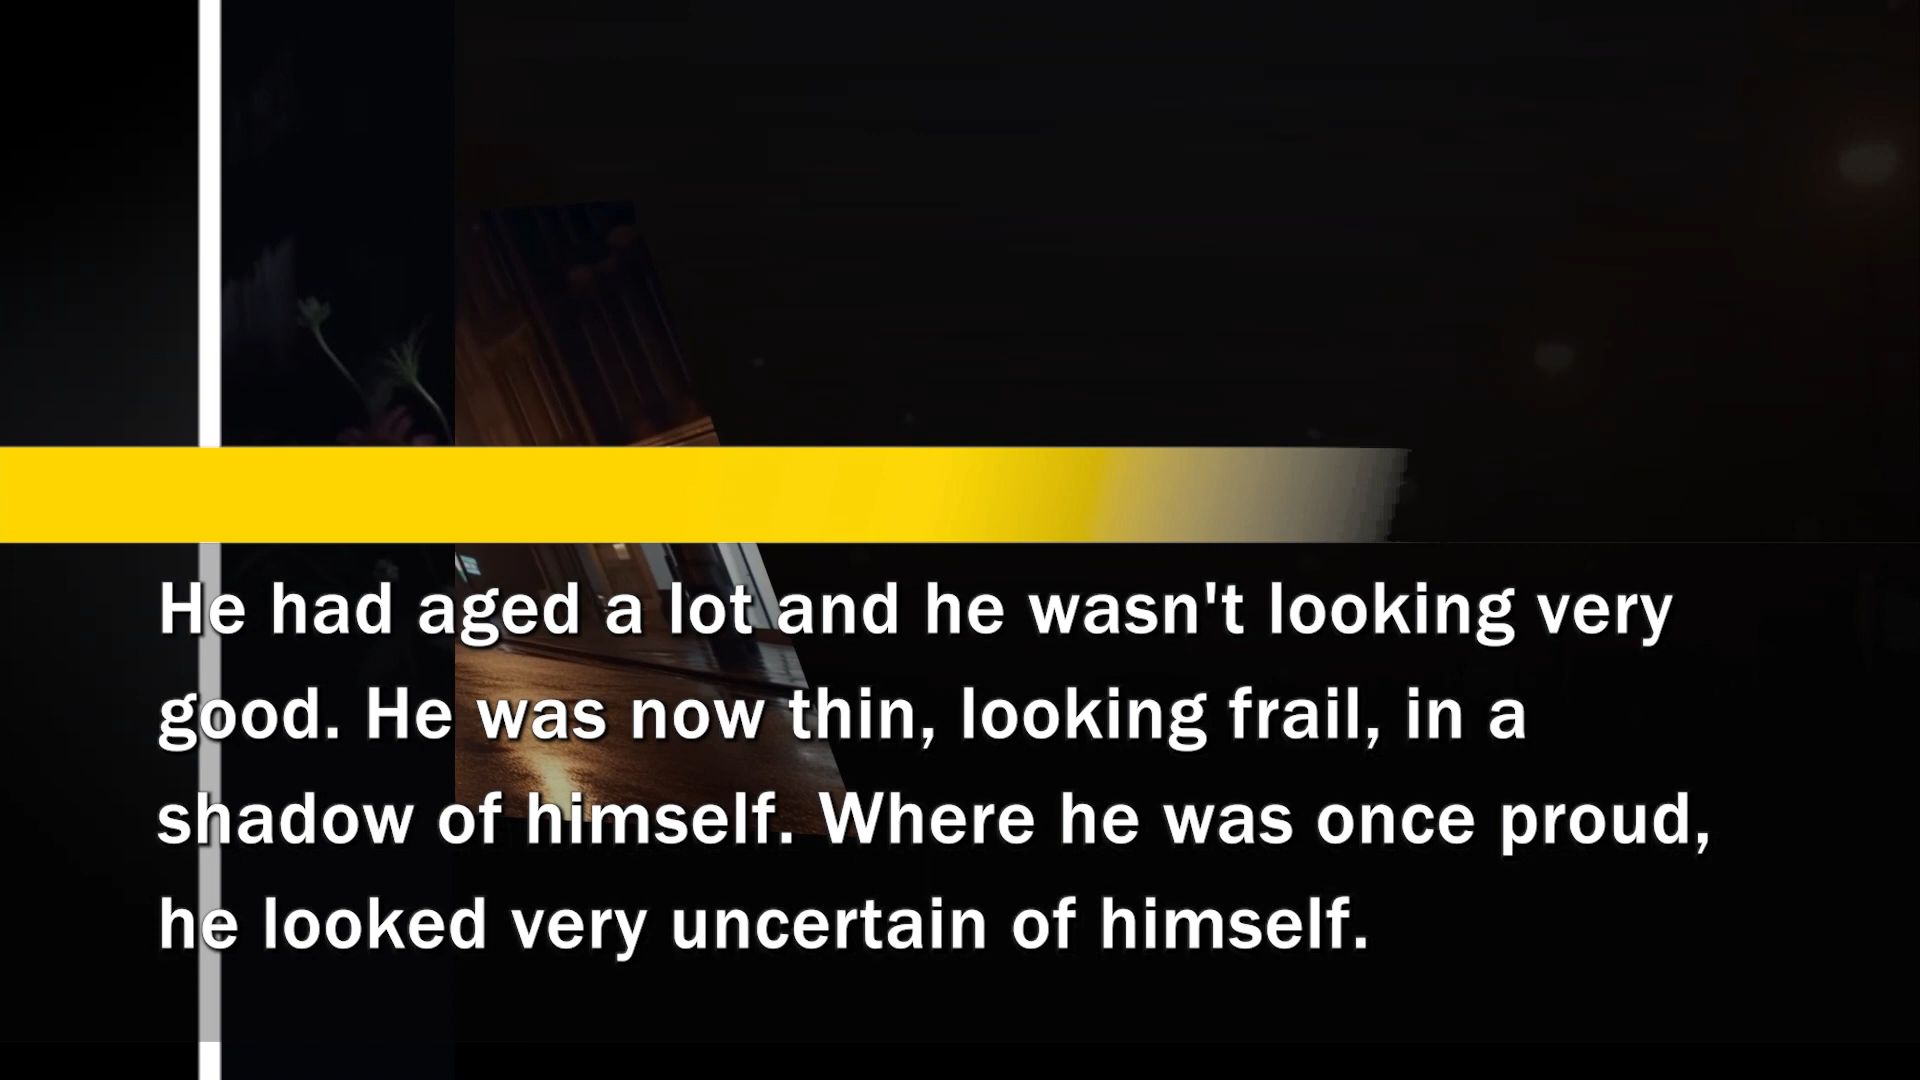 He had aged a lot and he wasn't looking very
good. He was now thin, looking frail, in a
shadow of himself. Where he was once proud,
he looked very uncertain of himself.